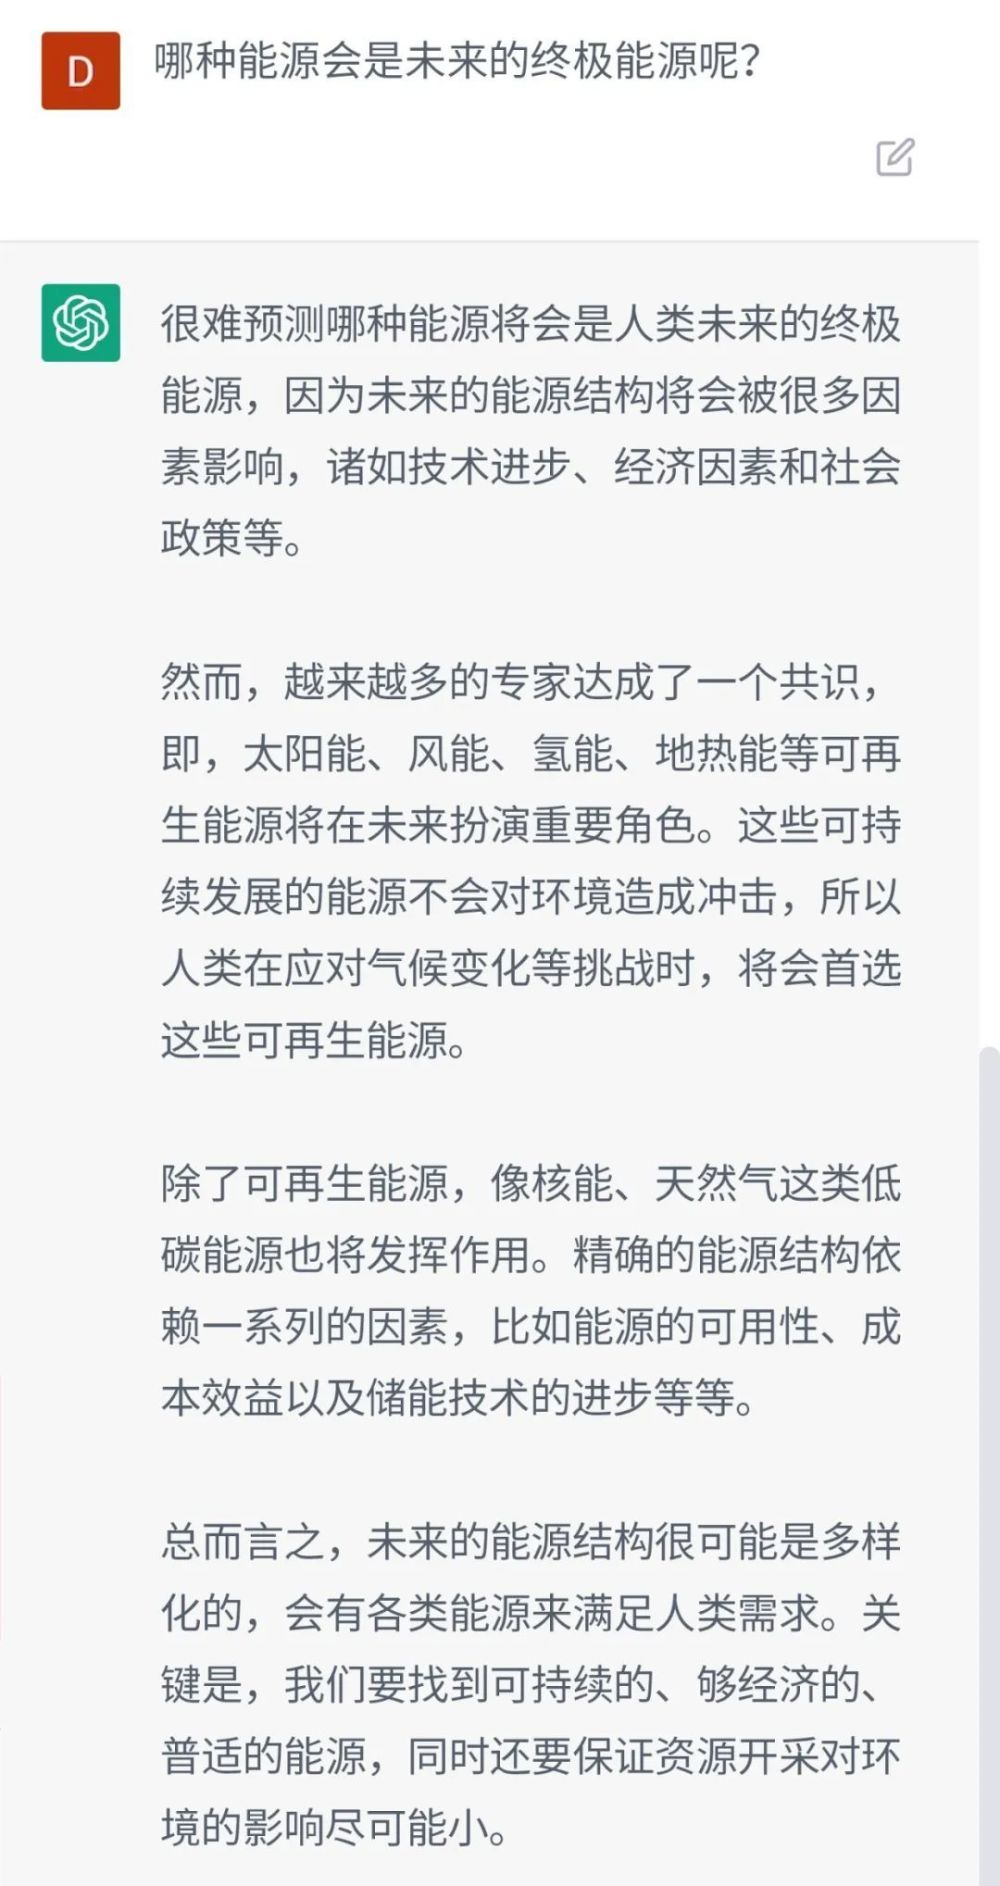 D
哪种能源会是未来的终极能源呢？
很难预测哪种能源将会是人类未来的终极
能源，因为未来的能源结构将会被很多因
素影响，诸如技术进步、经济因素和社会
政策等。
然而，越来越多的专家达成了一个共识，
即，太阳能、风能、氢能、地热能等可再
生能源将在未来扮演重要角色。这些可持
续发展的能源不会对环境造成冲击，所以
人类在应对气候变化等挑战时，将会首选
这些可再生能源。
除了可再生能源，像核能、天然气这类低
碳能源也将发挥作用。精确的能源结构依
赖一系列的因素，比如能源的可用性、成
本效益以及储能技术的进步等等。
总而言之，未来的能源结构很可能是多样
化的，会有各类能源来满足人类需求。关
键是，我们要找到可持续的、够经济的、
普适的能源，同时还要保证资源开采对环
境的影响尽可能小。